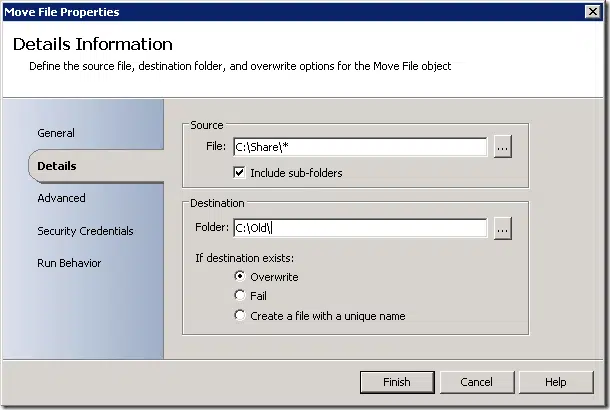 Move File Properties
Details Information
Define the source file, destination folder, and overwrite options for the Move File object
General
Details
Advanced
Security Credentials
Run Behavior
Source
File: C:\Share\* ...
Include sub-folders
Destination
Folder: C:\Old\ ...
If destination exists:
Overwrite
Fail
Create a file with a unique name
Finish Cancel Help